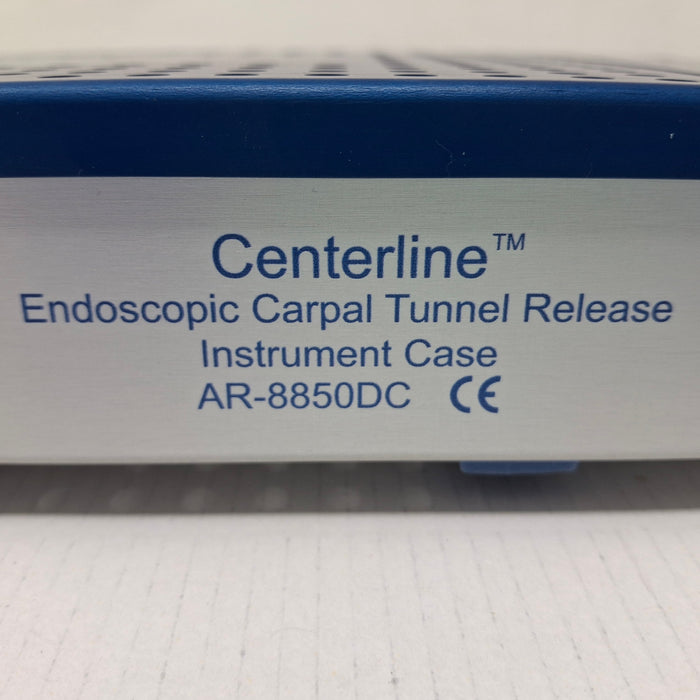 Centerline™
Endoscopic Carpal Tunnel Release
Instrument Case
AR-8850DC CE